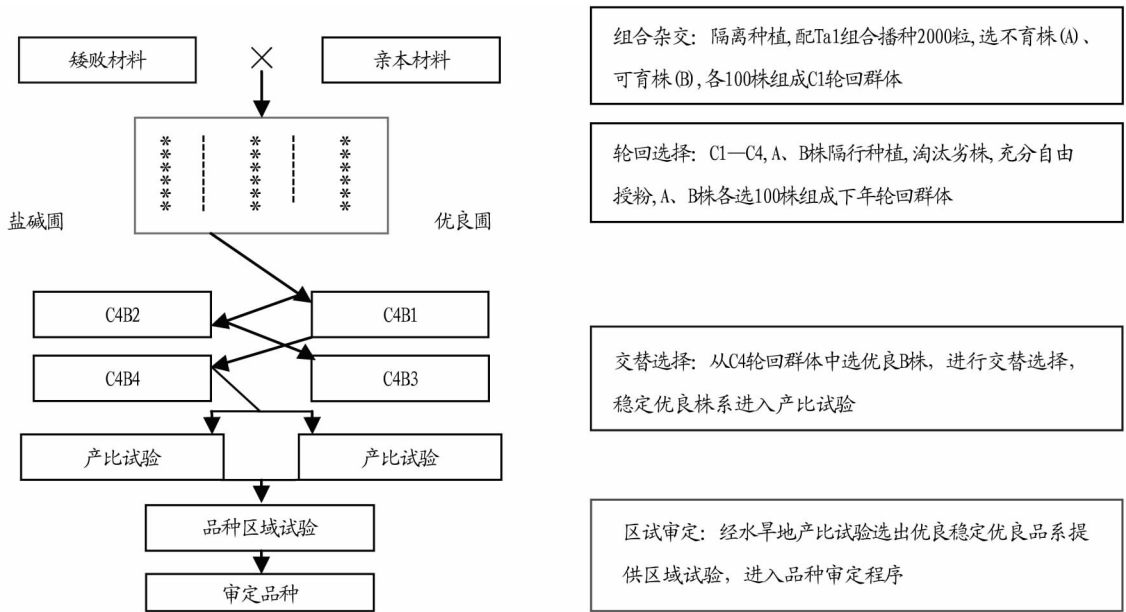 矮败材料
亲本材料
盐碱圃
优良圃
C4B2
C4B1
C4B4
C4B3
产比试验
产比试验
品种区域试验
审定品种
组合杂交：隔离种植,配Ta1组合播种2000粒,选不育株(A)、
可育株(B),各100株组成C1轮回群体
轮回选择：C1—C4,A、B株隔行种植,淘汰劣株,充分自由
授粉,A、B株各选100株组成下年轮回群体
交替选择：从C4轮回群体中选优良B株，进行交替选择，
稳定优良株系进入产比试验
区试审定：经水旱地产比试验选出优良稳定优良品系提
供区域试验，进入品种审定程序